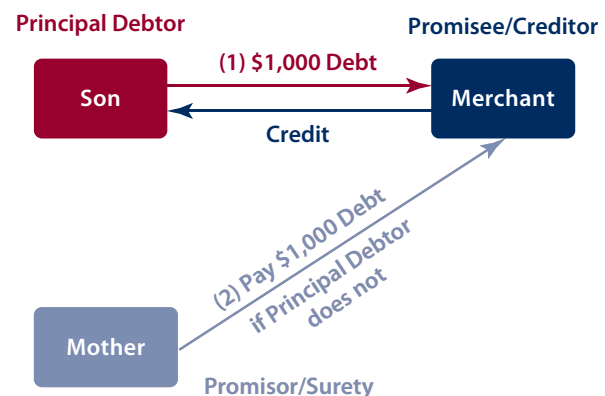 Principal Debtor
Promisee/Creditor
(1) $1,000 Debt
Son
Merchant
Credit
(2) Pay $1,000 Debt
if Principal Debtor
does not
Mother
Promisor/Surety